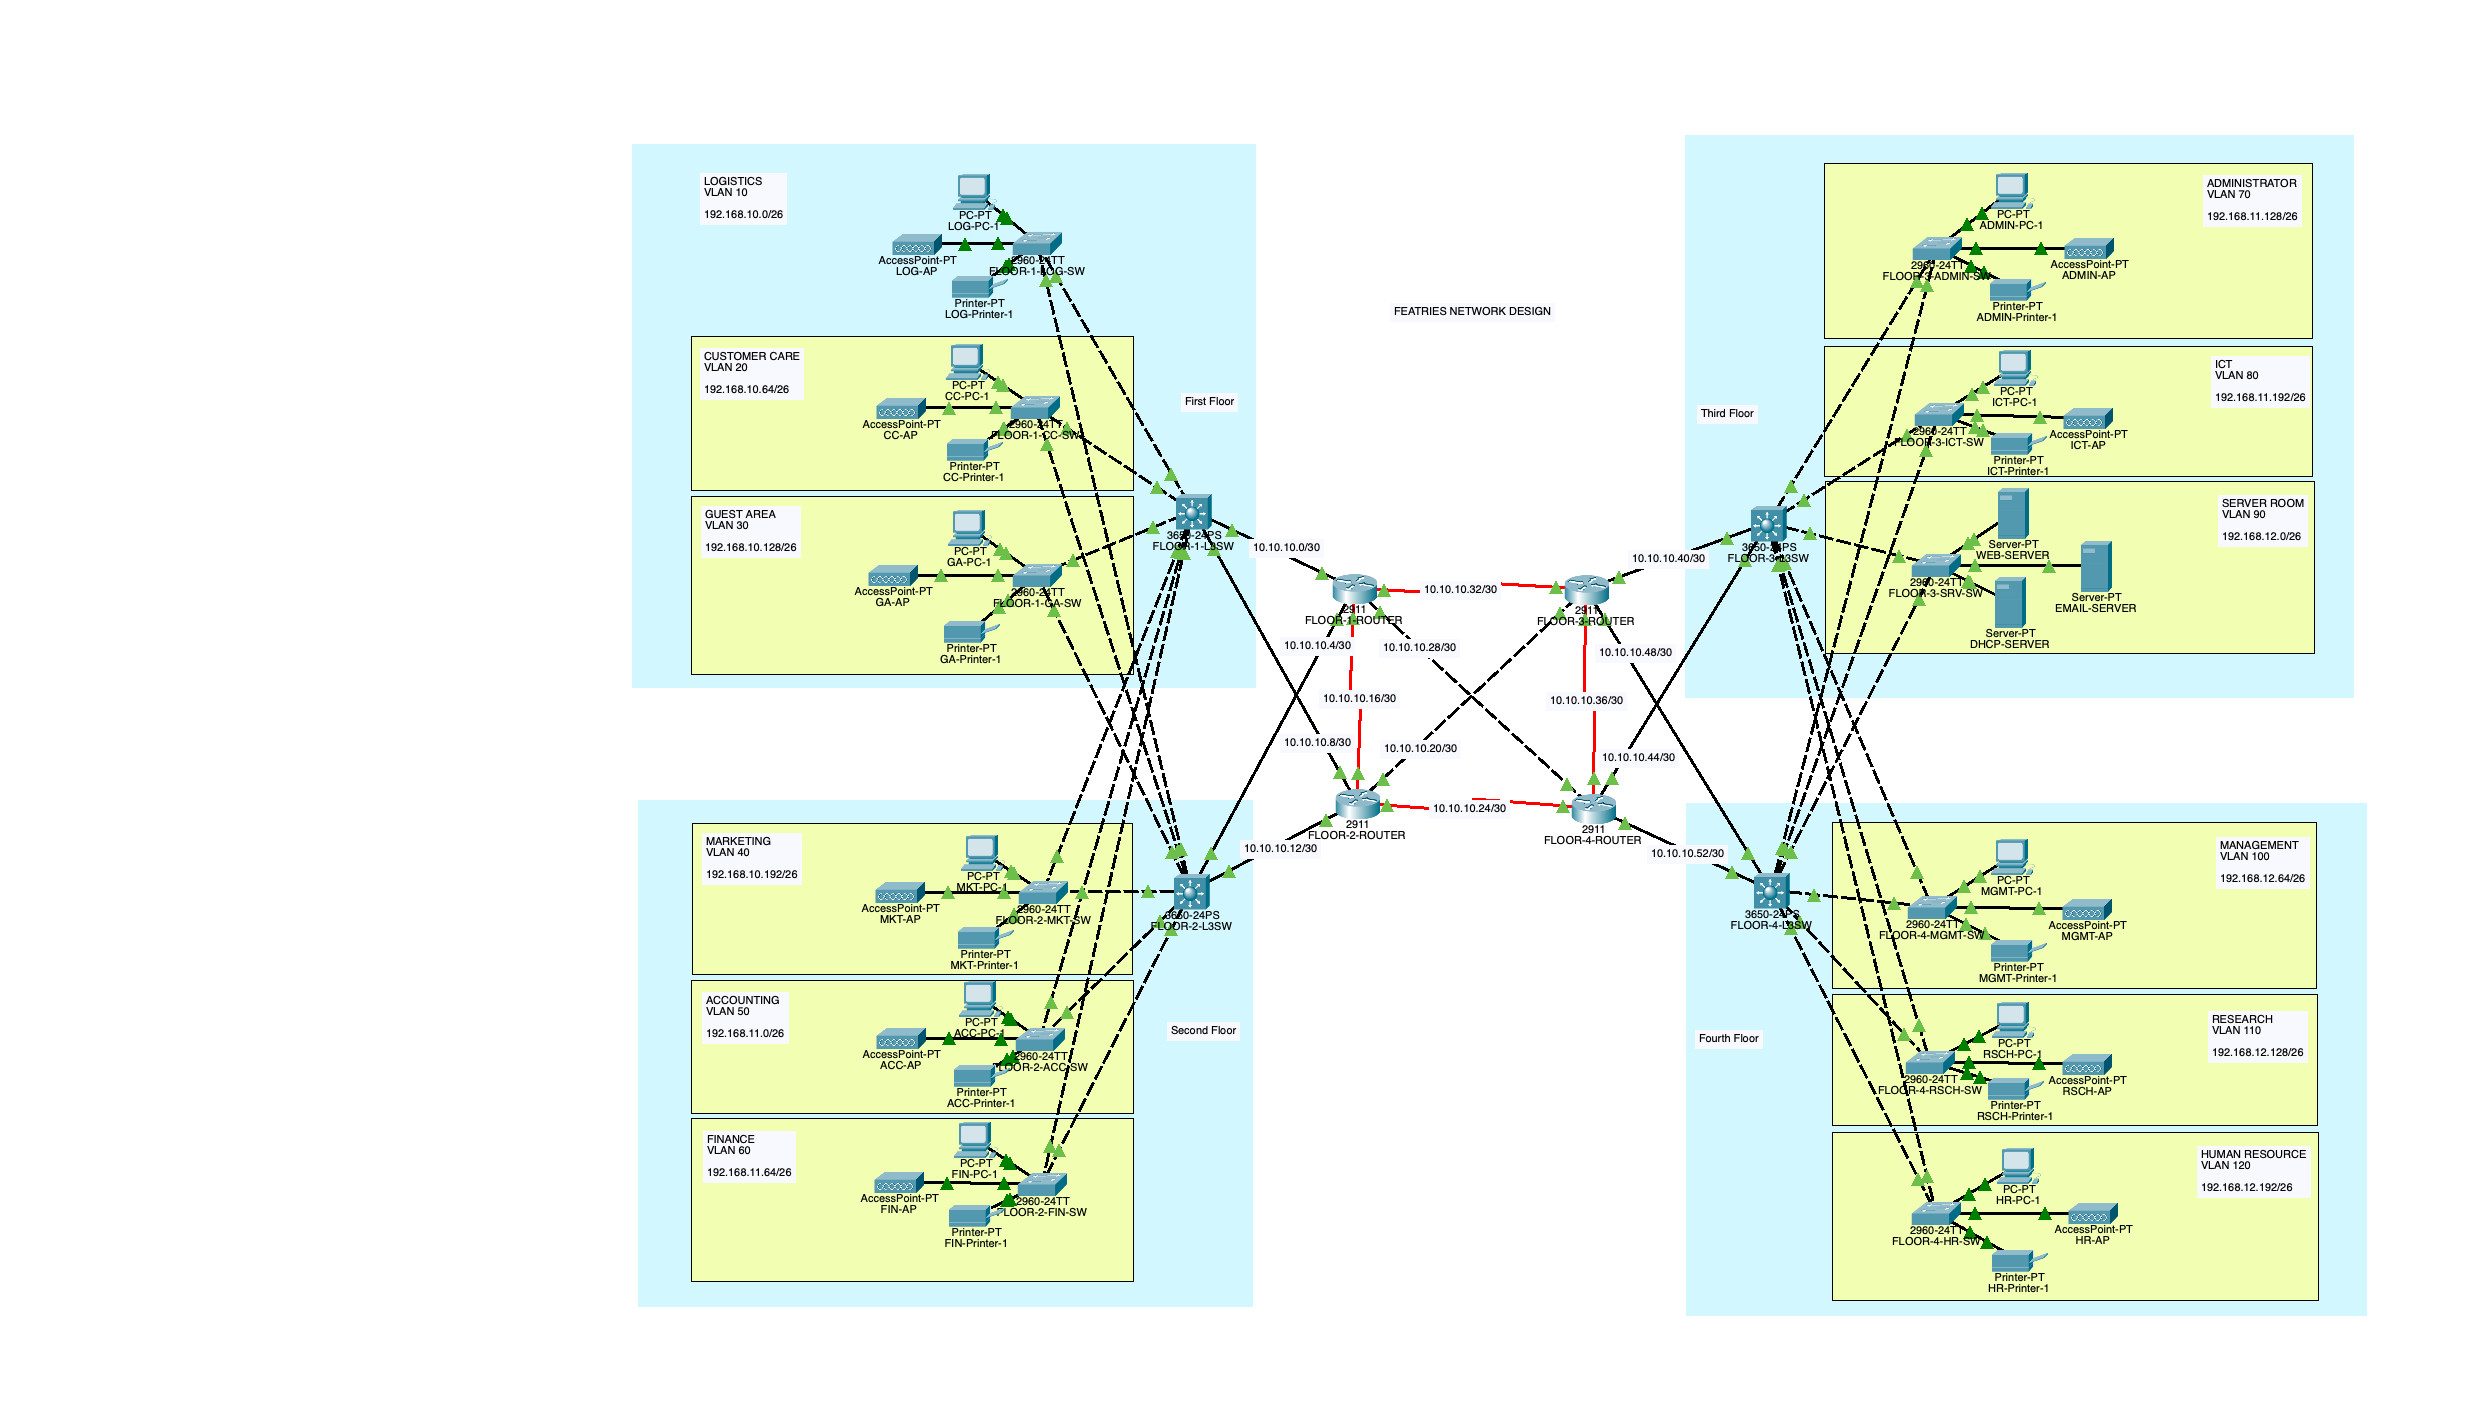 LOGISTICS
VLAN 10
192.168.10.0/26
PC-PT
LOG-PC-1
AccessPoint-PT
LOG-AP
2960-24TT
FLOOR-1-LOG-SW
Printer-PT
LOG-Printer-1
CUSTOMER CARE
VLAN 20
192.168.10.64/26
PC-PT
CC-PC-1
AccessPoint-PT
CC-AP
2960-24TT
FLOOR-1-CC-SW
Printer-PT
CC-Printer-1
GUEST AREA
VLAN 30
192.168.10.128/26
PC-PT
GA-PC-1
AccessPoint-PT
GA-AP
2960-24TT
FLOOR-1-GA-SW
Printer-PT
GA-Printer-1
First Floor
3650-24PS
FLOOR-1-L3SW
FEATRIES NETWORK DESIGN
10.10.10.0/30
10.10.10.32/30
10.10.10.40/30
2911
FLOOR-1-ROUTER
2911
FLOOR-3-ROUTER
10.10.10.4/30
10.10.10.28/30
10.10.10.48/30
10.10.10.16/30
10.10.10.36/30
10.10.10.8/30
10.10.10.20/30
10.10.10.44/30
10.10.10.24/30
2911
FLOOR-2-ROUTER
2911
FLOOR-4-ROUTER
10.10.10.12/30
10.10.10.52/30
Third Floor
3650-24PS
FLOOR-3-L3SW
ADMINISTRATOR
VLAN 70
192.168.11.128/26
PC-PT
ADMIN-PC-1
2960-24TT
FLOOR-3-ADMIN-SW
AccessPoint-PT
ADMIN-AP
Printer-PT
ADMIN-Printer-1
ICT
VLAN 80
192.168.11.192/26
PC-PT
ICT-PC-1
2960-24TT
FLOOR-3-ICT-SW
AccessPoint-PT
ICT-AP
Printer-PT
ICT-Printer-1
SERVER ROOM
VLAN 90
192.168.12.0/26
Server-PT
WEB-SERVER
2960-24TT
FLOOR-3-SRV-SW
Server-PT
EMAIL-SERVER
Server-PT
DHCP-SERVER
MARKETING
VLAN 40
192.168.10.192/26
PC-PT
MKT-PC-1
AccessPoint-PT
MKT-AP
2960-24TT
FLOOR-2-MKT-SW
Printer-PT
MKT-Printer-1
3650-24PS
FLOOR-2-L3SW
ACCOUNTING
VLAN 50
192.168.11.0/26
PC-PT
ACC-PC-1
AccessPoint-PT
ACC-AP
2960-24TT
FLOOR-2-ACC-SW
Printer-PT
ACC-Printer-1
Second Floor
FINANCE
VLAN 60
192.168.11.64/26
PC-PT
FIN-PC-1
AccessPoint-PT
FIN-AP
2960-24TT
FLOOR-2-FIN-SW
Printer-PT
FIN-Printer-1
3650-24PS
FLOOR-4-L3SW
MANAGEMENT
VLAN 100
192.168.12.64/26
PC-PT
MGMT-PC-1
2960-24TT
FLOOR-4-MGMT-SW
AccessPoint-PT
MGMT-AP
Printer-PT
MGMT-Printer-1
Fourth Floor
RESEARCH
VLAN 110
192.168.12.128/26
PC-PT
RSCH-PC-1
2960-24TT
FLOOR-4-RSCH-SW
AccessPoint-PT
RSCH-AP
Printer-PT
RSCH-Printer-1
HUMAN RESOURCE
VLAN 120
192.168.12.192/26
PC-PT
HR-PC-1
2960-24TT
FLOOR-4-HR-SW
AccessPoint-PT
HR-AP
Printer-PT
HR-Printer-1